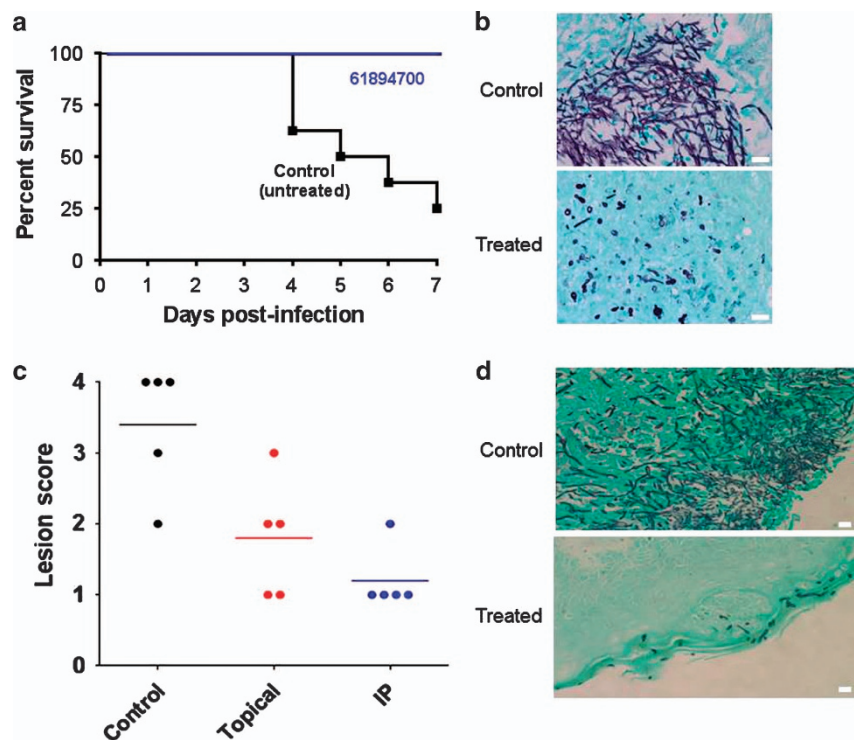 a
Percent survival
100
75
50
25
0
61894700
Control
(untreated)
0 1 2 3 4 5 6 7
Days post-infection
b
Control
Treated
c
Lesion score
4
3
2
1
0
Control
Topical
IP
d
Control
Treated